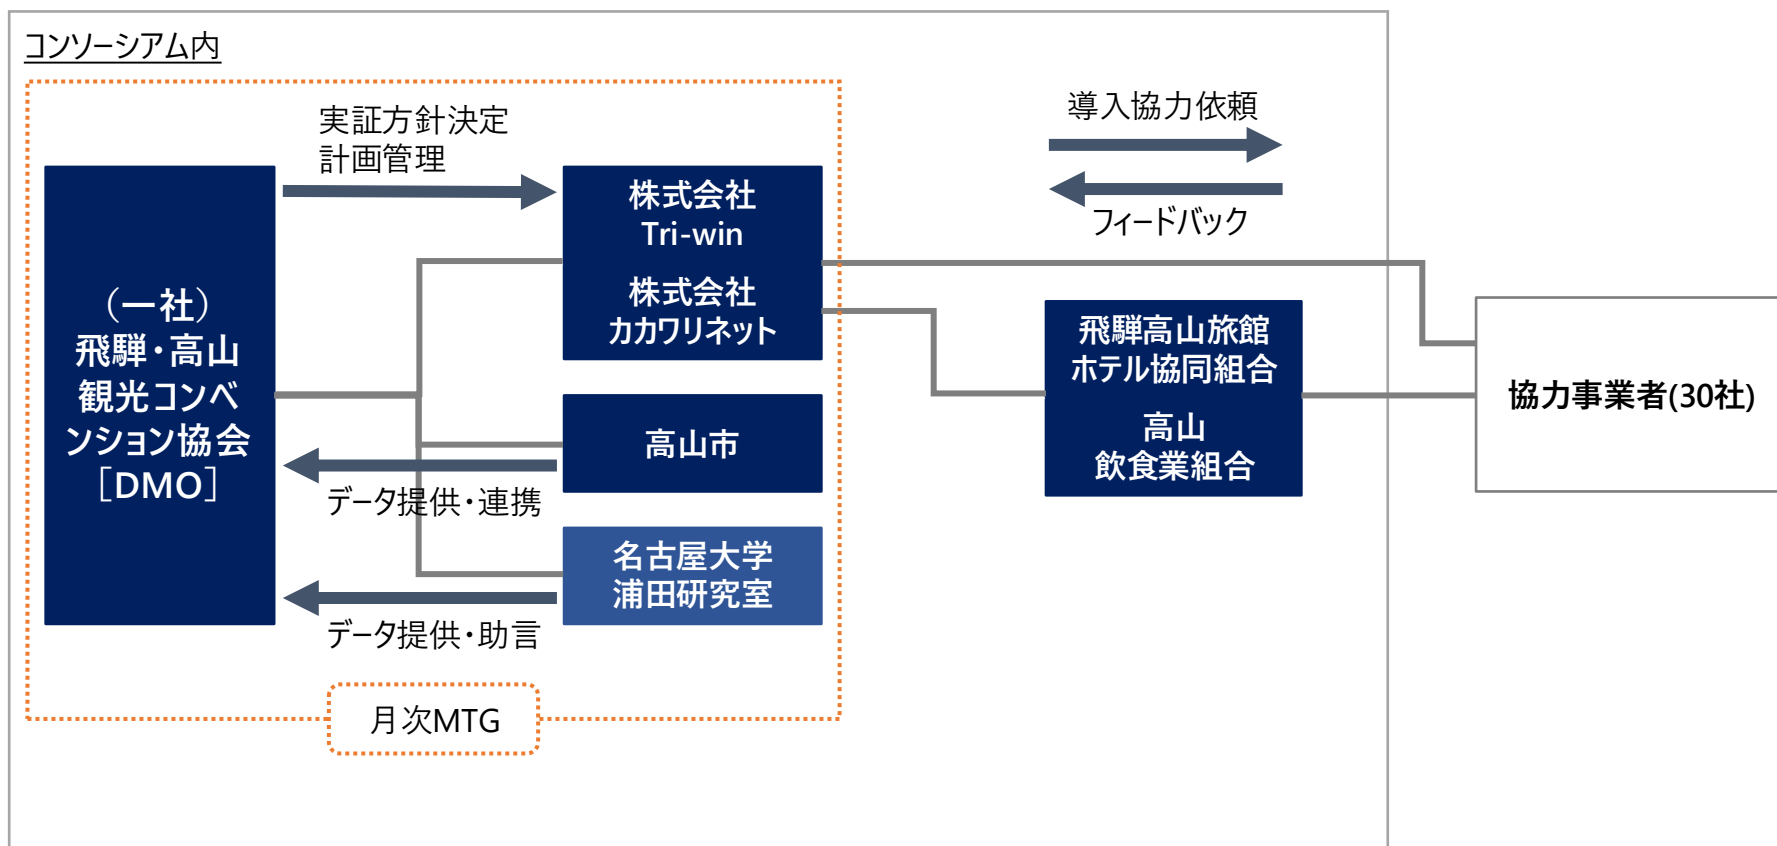 コンソーシアム内
実証方針決定
計画管理
導入協力依頼
フィードバック
(一社)
飛騨・高山
観光コンベ
ンション協会
[DMO]
株式会社
Tri-win
株式会社
カカワリネット
高山市
データ提供・連携
名古屋大学
浦田研究室
データ提供・助言
月次MTG
飛騨高山旅館
ホテル協同組合
高山
飲食業組合
協力事業者(30社)